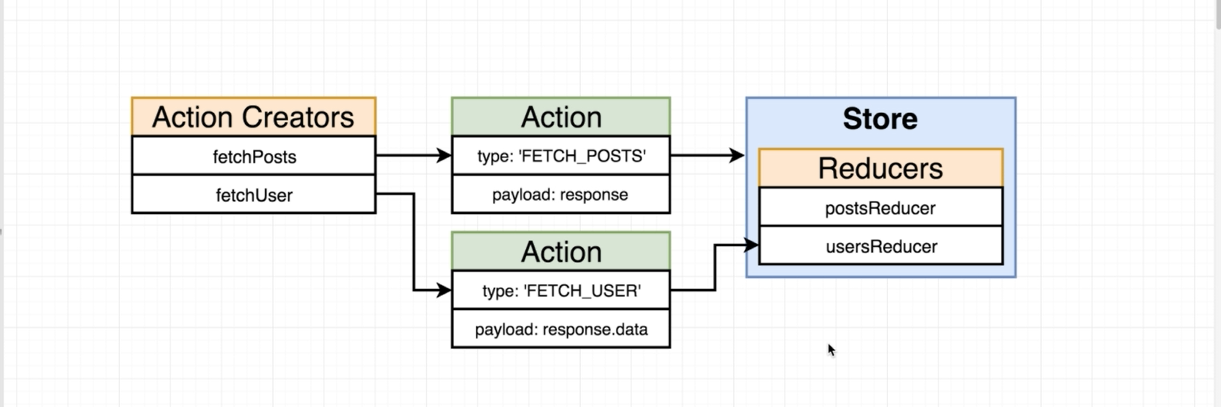 Action Creators
fetchPosts
fetchUser
Action
type: 'FETCH_POSTS'
payload: response
Action
type: 'FETCH_USER'
payload: response.data
Store
Reducers
postsReducer
usersReducer